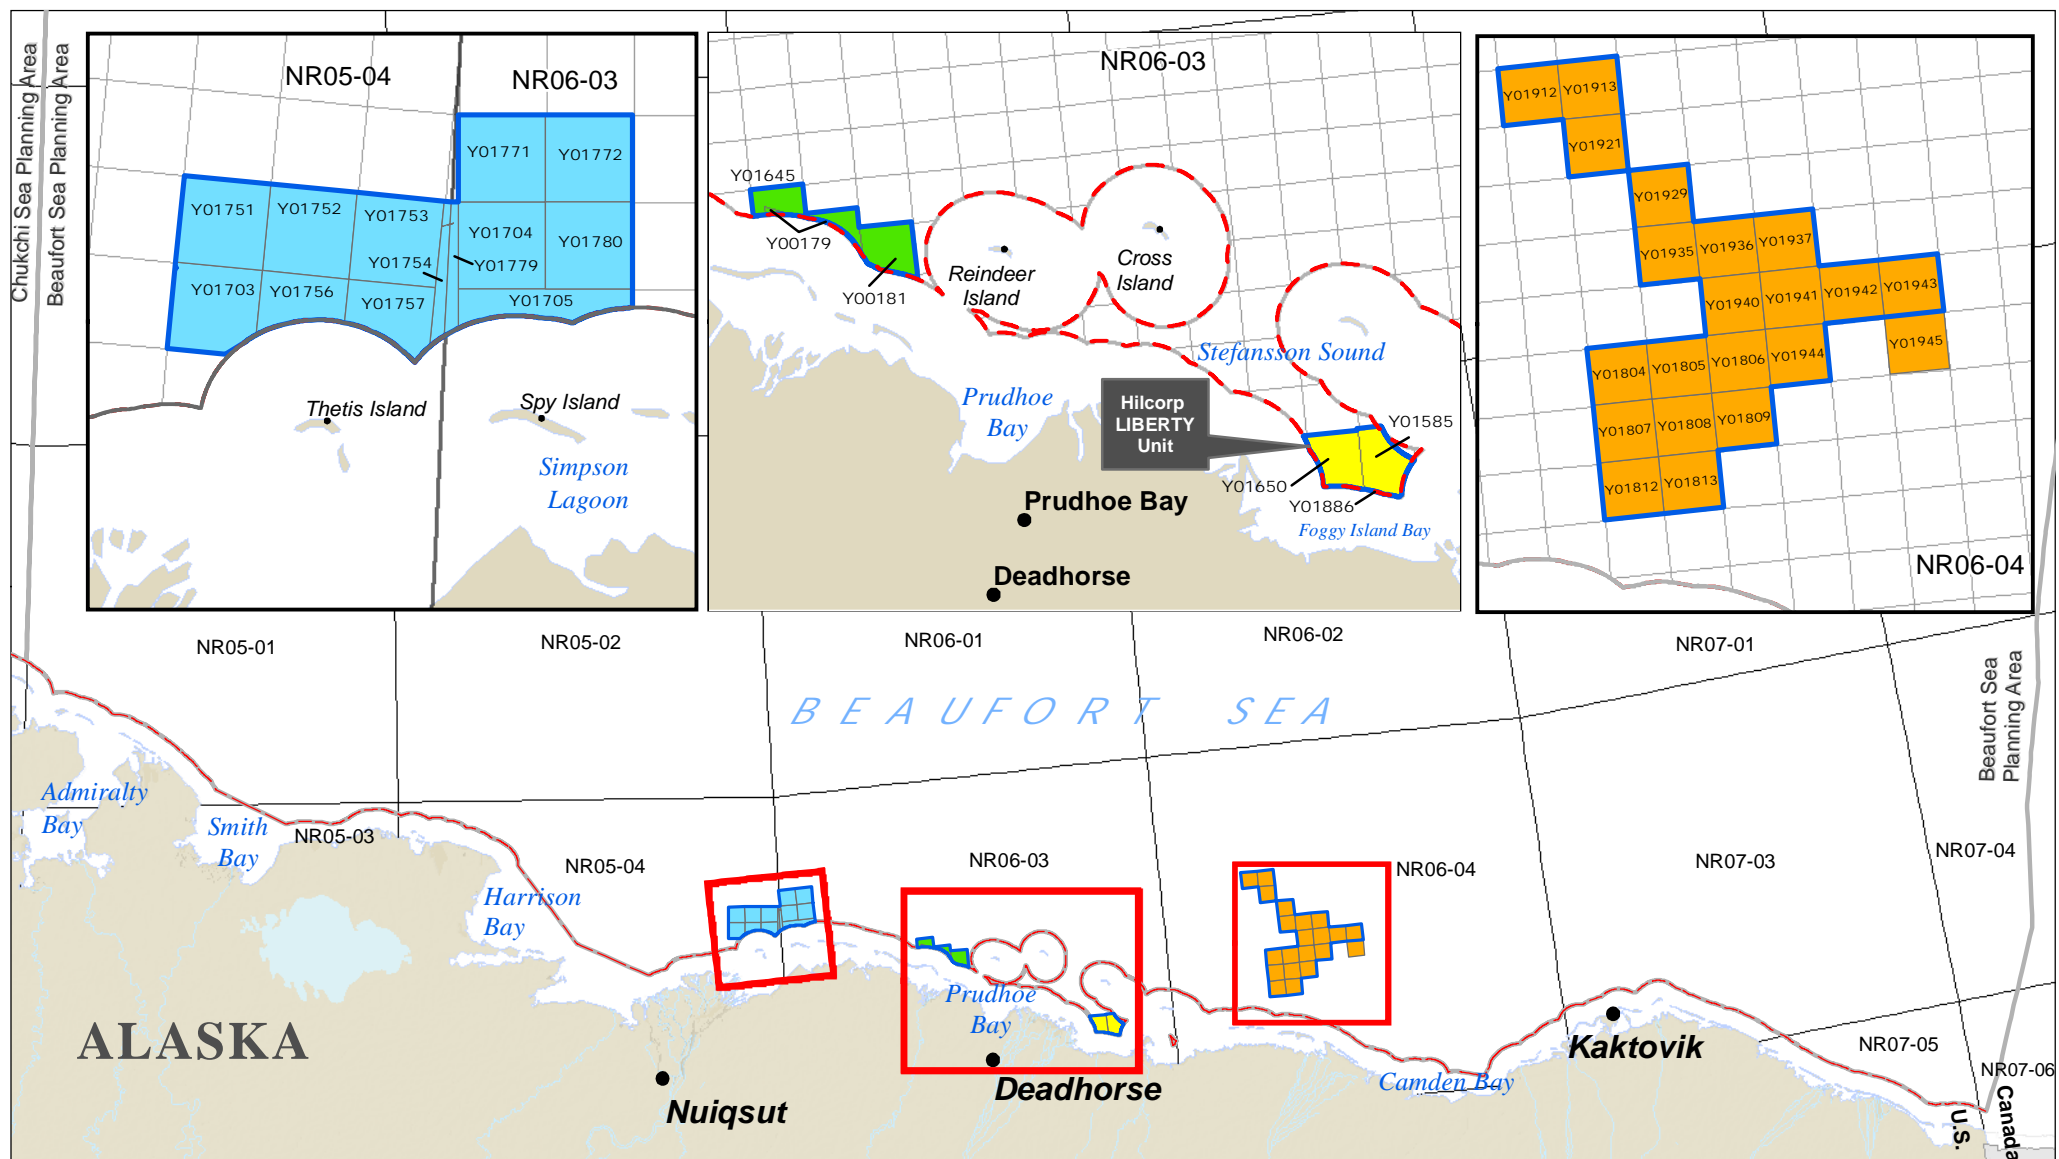 Chukchi Sea Planning Area
Beaufort Sea Planning Area
NR05-04
NR06-03
Y01771
Y01772
Y01751
Y01752
Y01753
Y01704
Y01780
Y01754
Y01779
Y01703
Y01756
Y01757
Y01705
Thetis Island
Spy Island
Simpson
Lagoon
NR06-03
Y01645
Y00179
Y00181
Reindeer
Island
Cross
Island
Stefansson Sound
Prudhoe
Bay
Hilcorp
LIBERTY
Unit
Y01585
Y01650
Y01886
Foggy Island Bay
Prudhoe Bay
Deadhorse
Y01912
Y01913
Y01921
Y01929
Y01935
Y01936
Y01937
Y01940
Y01941
Y01942
Y01943
Y01945
Y01804
Y01805
Y01806
Y01944
Y01807
Y01808
Y01809
Y01812
Y01813
NR06-04
NR05-01
NR05-02
NR06-01
NR06-02
NR07-01
BEAUFORT SEA
Beaufort Sea
Planning Area
Admiralty
Bay
Smith
Bay
NR05-03
Harrison
Bay
NR05-04
NR06-03
NR06-04
NR07-03
NR07-04
Prudhoe
Bay
ALASKA
Nuiqsut
Deadhorse
Camden Bay
Kaktovik
NR07-05
NR07-06
U.S.
Canada